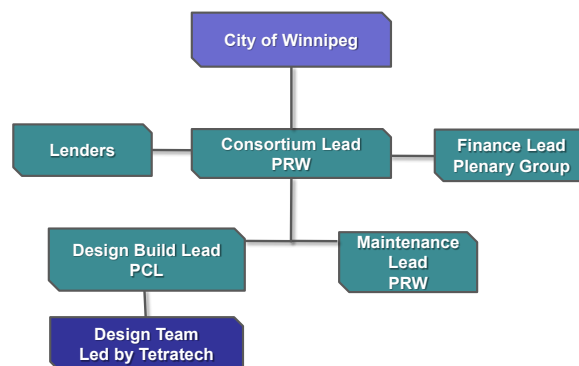 City of Winnipeg
Lenders
Consortium Lead
PRW
Finance Lead
Plenary Group
Design Build Lead
PCL
Maintenance
Lead
PRW
Design Team
Led by Tetratech